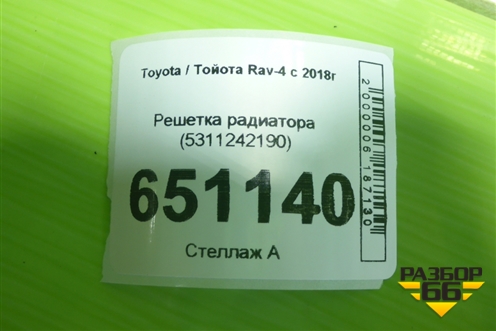 Toyota / Тойота Rav-4 с 2018г
Решетка радиатора
(5311242190)
651140
Стеллаж А
2000006187130
РАЗБОР
66